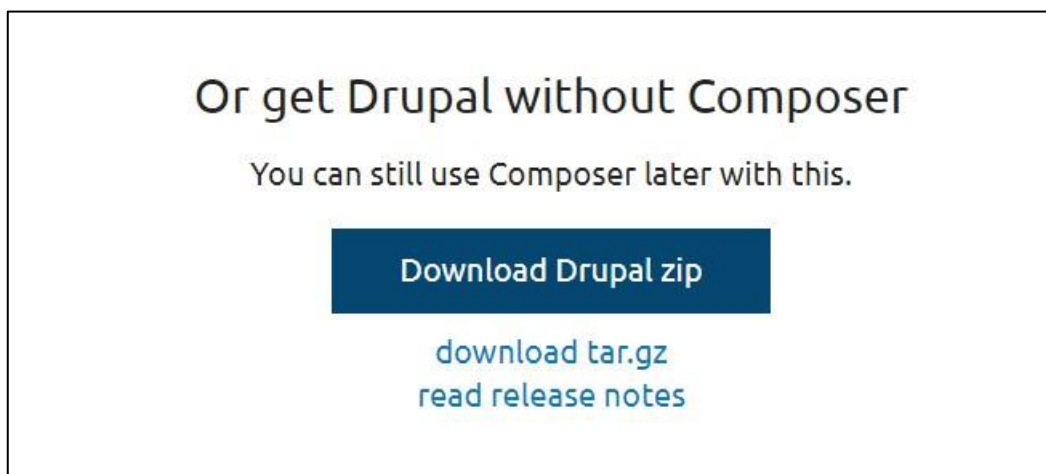 Or get Drupal without Composer
You can still use Composer later with this.
Download Drupal zip
download tar.gz
read release notes